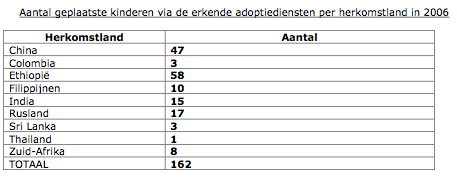 Aantal geplaatste kinderen via de erkende adoptiediensten per herkomstland in 2006
Herkomstland Aantal
China 47
Colombia 3
Ethiopië 58
Filippijnen 10
India 15
Rusland 17
Sri Lanka 3
Thailand 1
Zuid-Afrika 8
TOTAAL 162